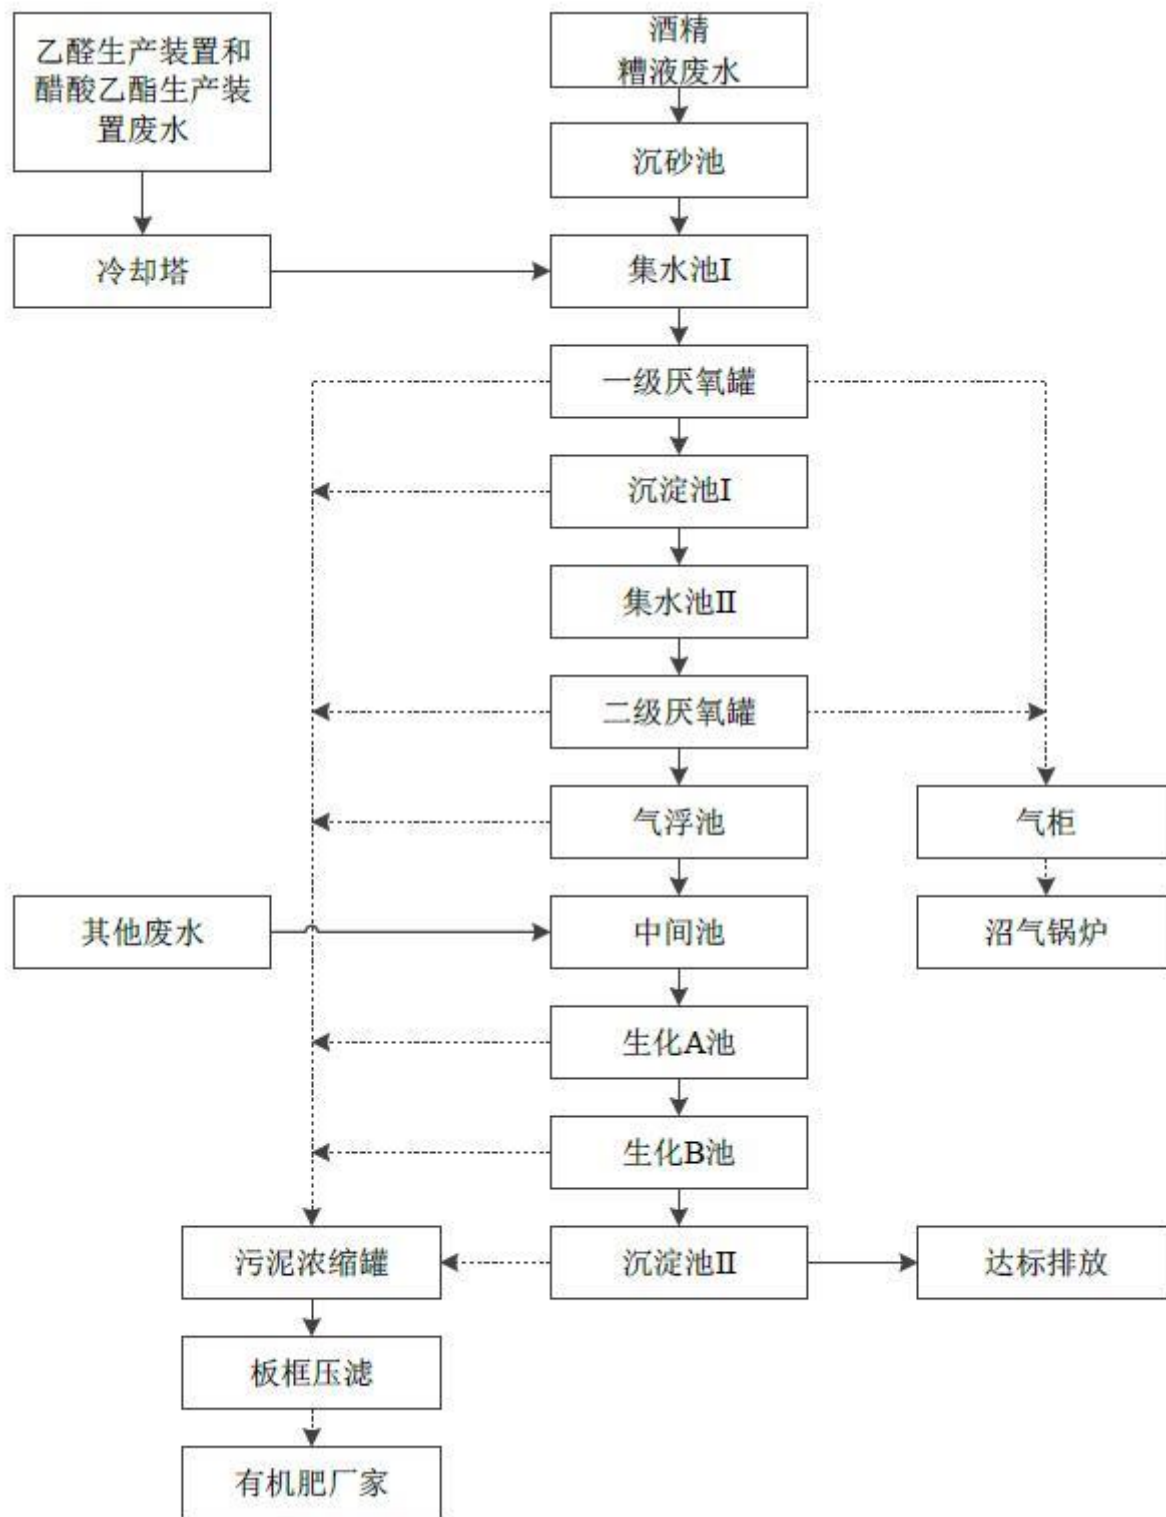 乙醛生产装置和
醋酸乙酯生产装
置废水
酒精
糟液废水
沉砂池
冷却塔
集水池Ⅰ
一级厌氧罐
沉淀池Ⅰ
集水池Ⅱ
二级厌氧罐
气浮池
气柜
其他废水
中间池
沼气锅炉
生化A池
生化B池
污泥浓缩罐
沉淀池Ⅱ
达标排放
板框压滤
有机肥厂家